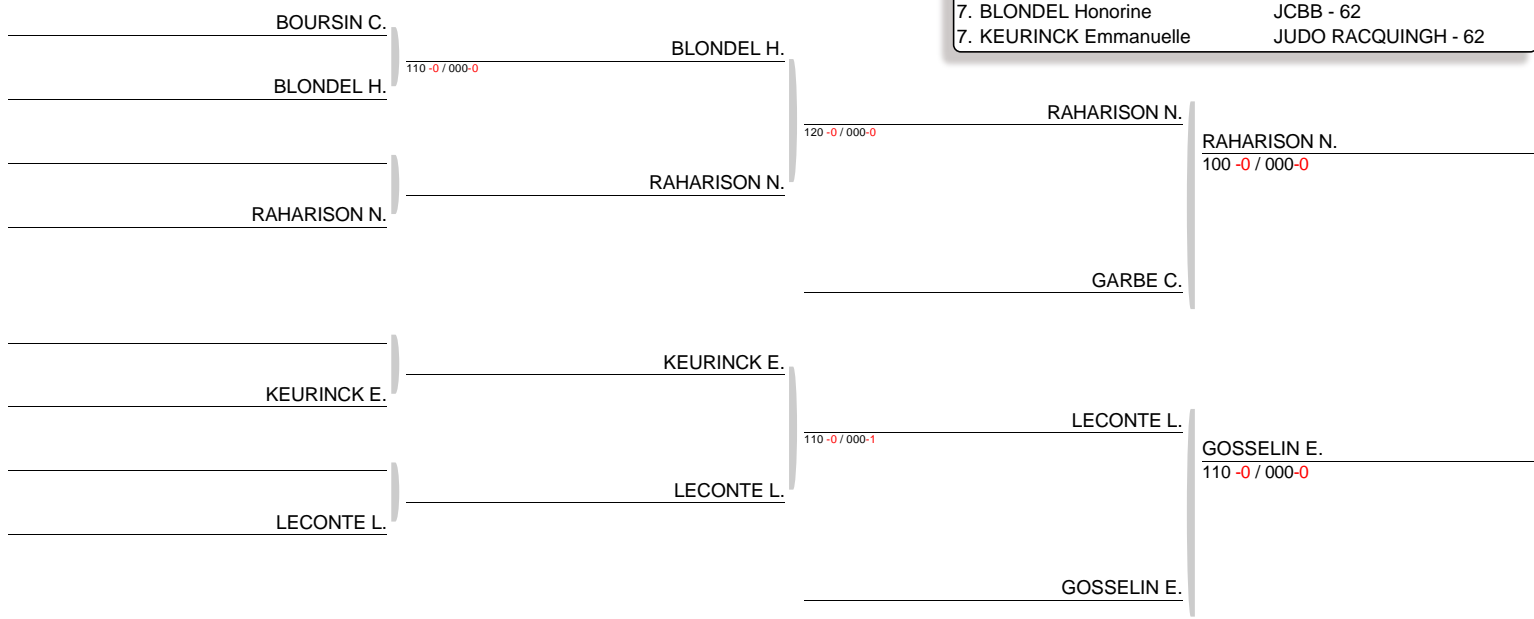 BOURSIN C.
BLONDEL H.
RAHARISON N.
KEURINCK E.
LECONTE L.
BLONDEL H.
110 -0 / 000-0
RAHARISON N.
KEURINCK E.
LECONTE L.
RAHARISON N.
120 -0 / 000-0
GARBE C.
LECONTE L.
110 -0 / 000-1
GOSSELIN E.
RAHARISON N.
100 -0 / 000-0
GOSSELIN E.
110 -0 / 000-0
7. BLONDEL Honorine JCBB - 62
7. KEURINCK Emmanuelle JUDO RACQUINGH - 62